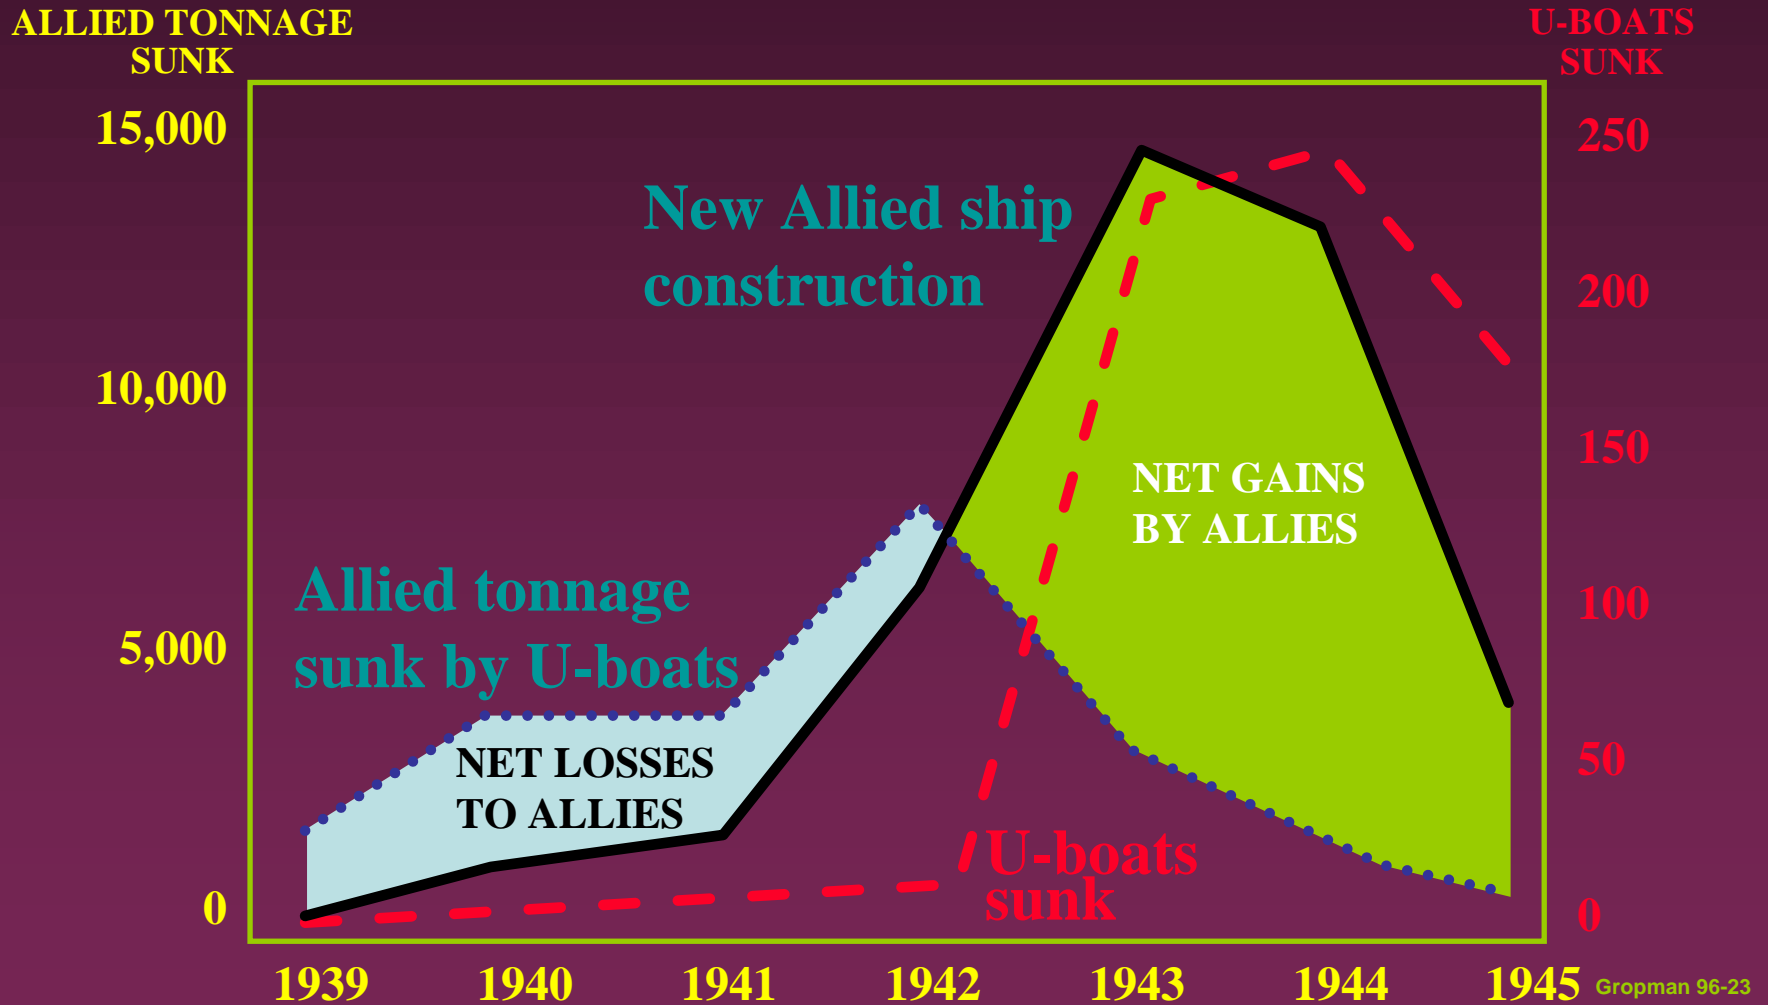 ALLIED TONNAGE
SUNK
U-BOATS
SUNK
15,000
10,000
5,000
0
250
200
150
100
50
0
New Allied ship
construction
NET GAINS
BY ALLIES
Allied tonnage
sunk by U-boats
NET LOSSES
TO ALLIES
U-boats
sunk
1939 1940 1941 1942 1943 1944 1945
Gropman 96-23